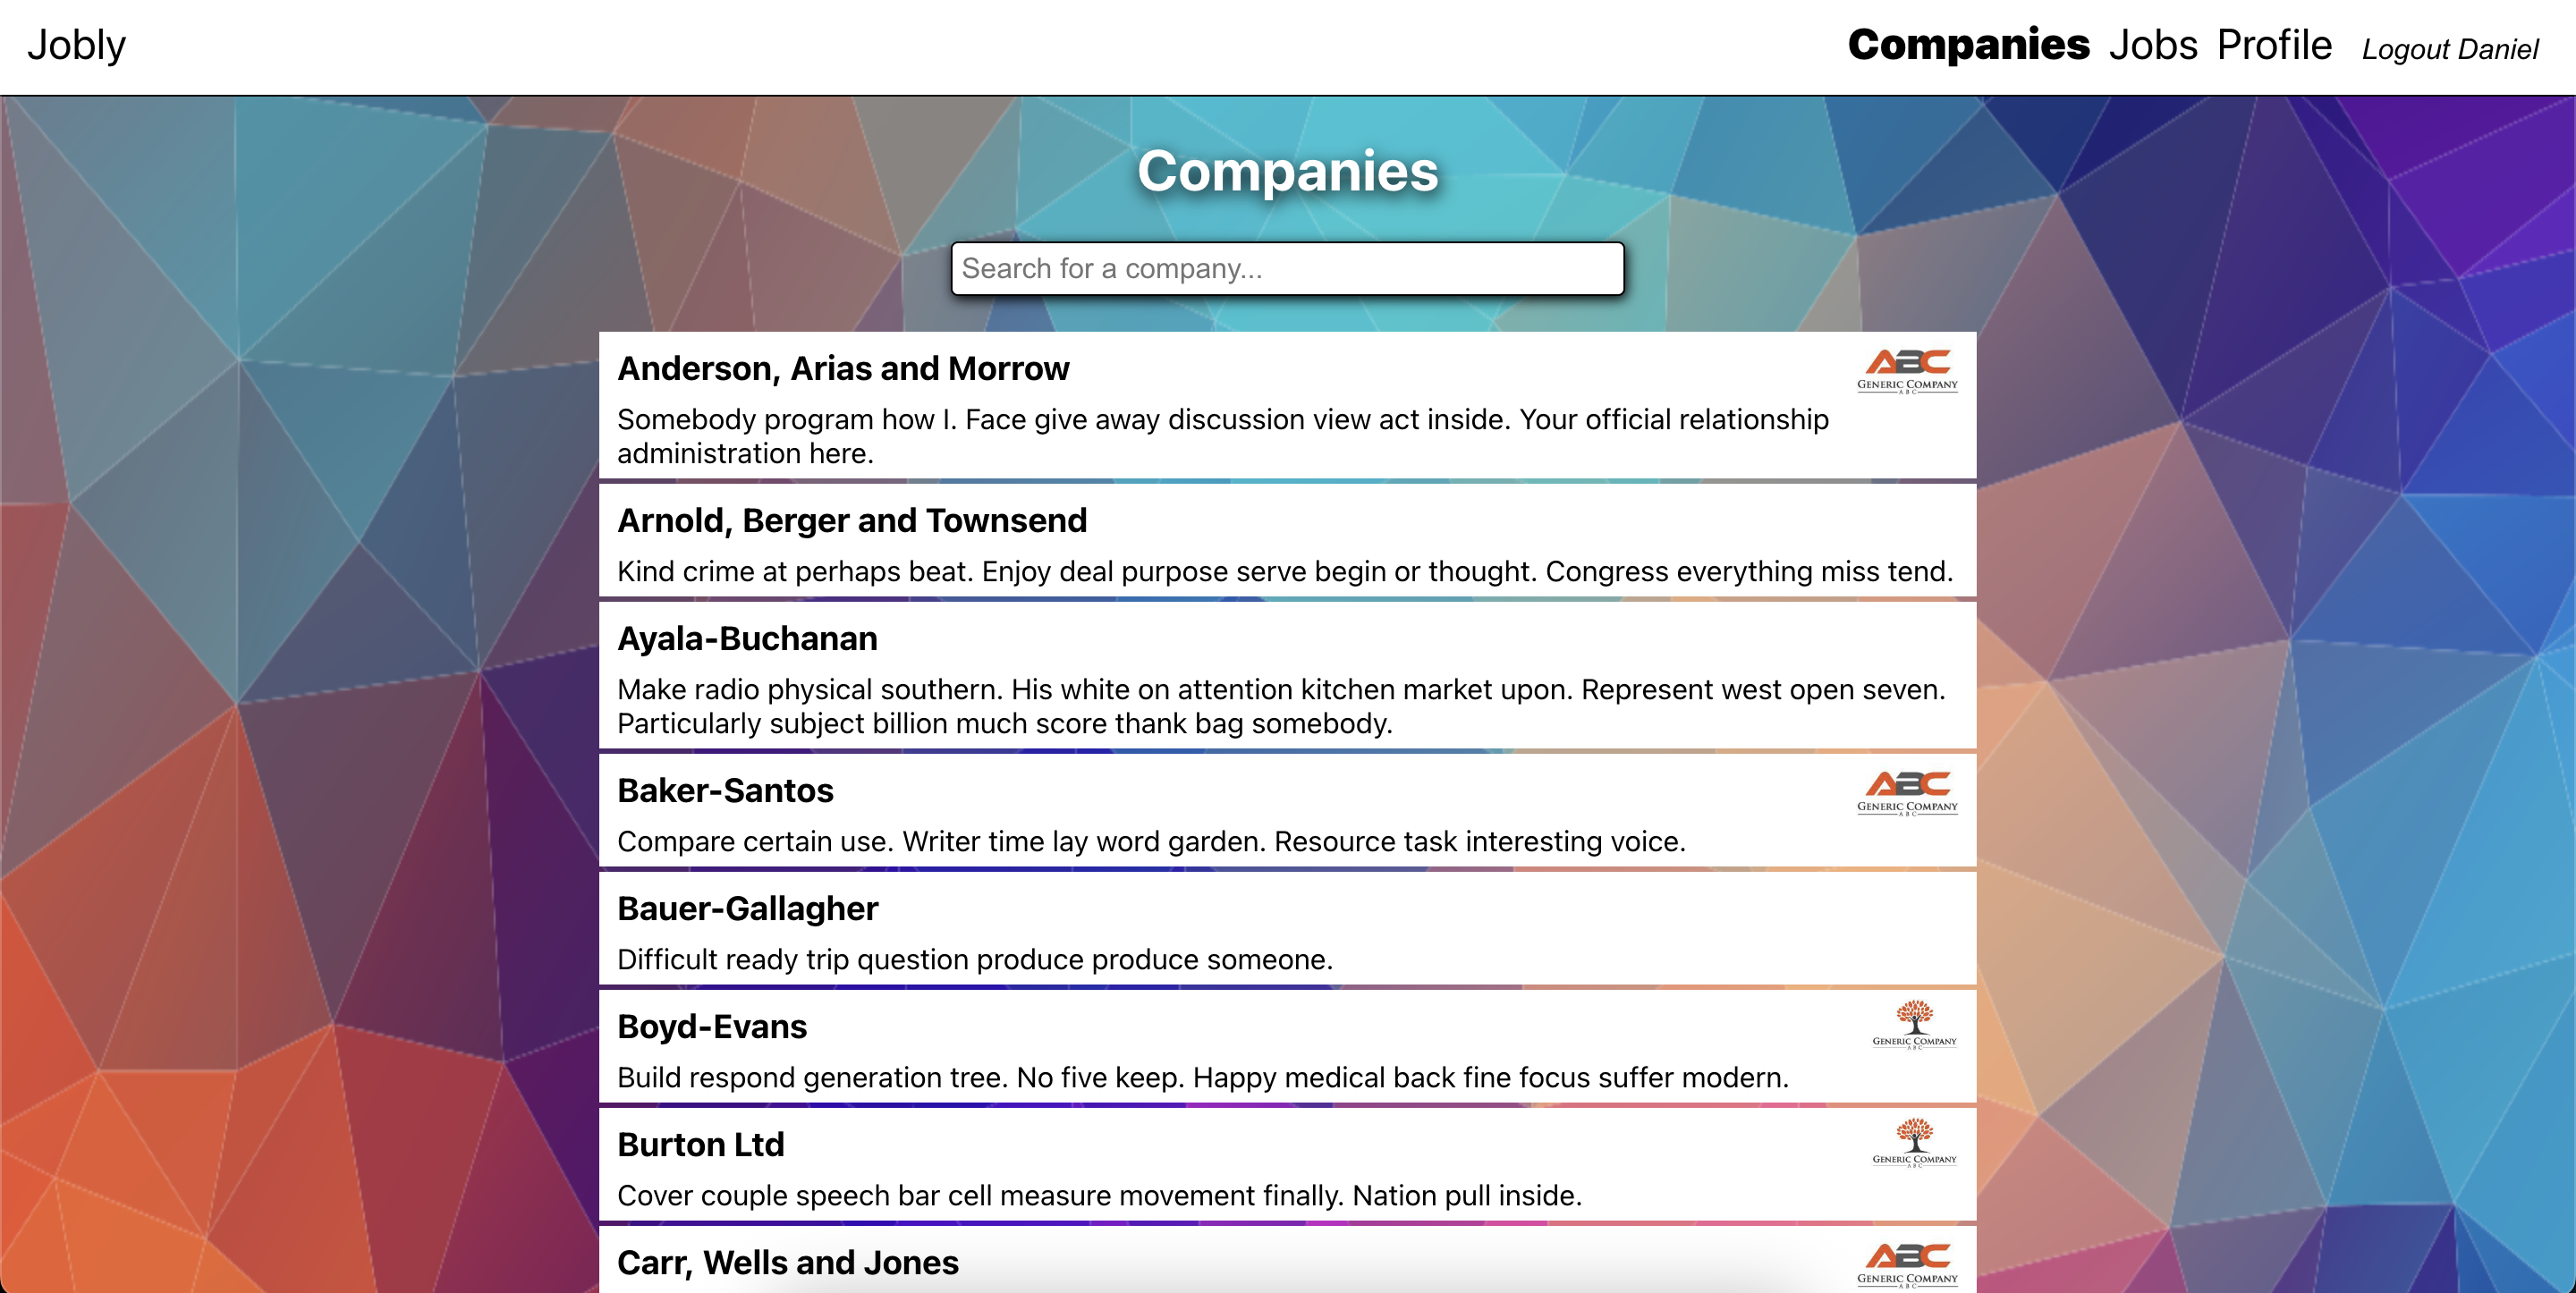 Jobly
Companies Jobs Profile Logout Daniel
Companies
Search for a company...
Anderson, Arias and Morrow
ABC
GENERIC COMPANY
ABC
Somebody program how I. Face give away discussion view act inside. Your official relationship
administration here.
Arnold, Berger and Townsend
Kind crime at perhaps beat. Enjoy deal purpose serve begin or thought. Congress everything miss tend.
Ayala-Buchanan
Make radio physical southern. His white on attention kitchen market upon. Represent west open seven.
Particularly subject billion much score thank bag somebody.
Baker-Santos
ABC
GENERIC COMPANY
ABC
Compare certain use. Writer time lay word garden. Resource task interesting voice.
Bauer-Gallagher
Difficult ready trip question produce produce someone.
Boyd-Evans
GENERIC COMPANY
ABC
Build respond generation tree. No five keep. Happy medical back fine focus suffer modern.
Burton Ltd
GENERIC COMPANY
ABC
Cover couple speech bar cell measure movement finally. Nation pull inside.
Carr, Wells and Jones
ABC
GENERIC COMPANY
ABC